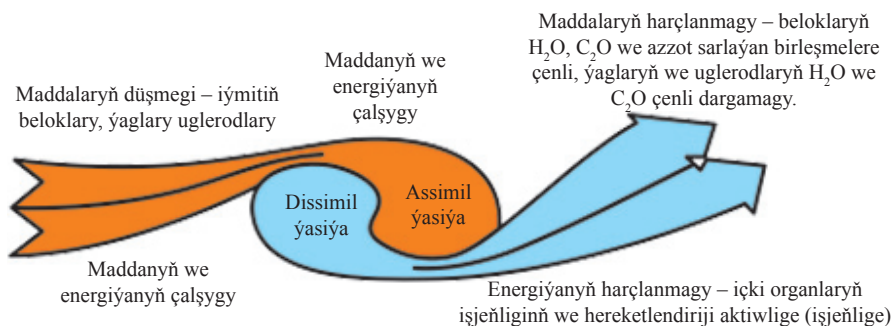 Maddalaryň düşmegi – iýmitiň
beloklary, ýaglary uglerodlary
Maddanyň we
energiýanyň
çalşygy
Maddalaryň harçlanmagy – beloklaryň
H₂O, C₂O we azzot sarlaýan birleşmelere
çenli, ýaglaryň we uglerodlaryň H₂O we
C₂O çenli dargamagy.
Dissimil
ýasiýa
Assimil
ýasiýa
Maddanyň we
energiýanyň çalşygy
Energiýanyň harçlanmagy – içki organlaryň
işjeňliginň we hereketlendiriji aktiwlige (işjeňlige)